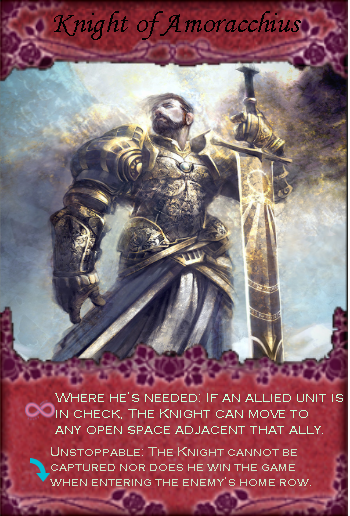 Knight of Amoracchius
Where he's needed: If an allied unit is
in check, The Knight can move to
any open space adjacent that ally.
Unstoppable: The Knight cannot be
captured nor does he win the game
when entering the enemy's home row.